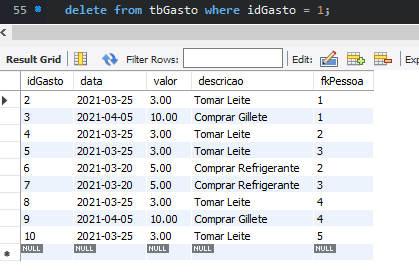 55 delete from tbGasto where idGasto = 1;
Result Grid Filter Rows: Edit: Exp
idGasto data valor descricao fkPessoa
2 2021-03-25 3.00 Tomar Leite 1
3 2021-04-05 10.00 Comprar Gillete 1
4 2021-03-25 3.00 Tomar Leite 2
5 2021-03-25 3.00 Tomar Leite 3
6 2021-03-20 5.00 Comprar Refrigerante 2
7 2021-03-20 5.00 Comprar Refrigerante 3
8 2021-03-25 3.00 Tomar Leite 4
9 2021-04-05 10.00 Comprar Gillete 4
10 2021-03-25 3.00 Tomar Leite 5
NULL NULL NULL NULL NULL